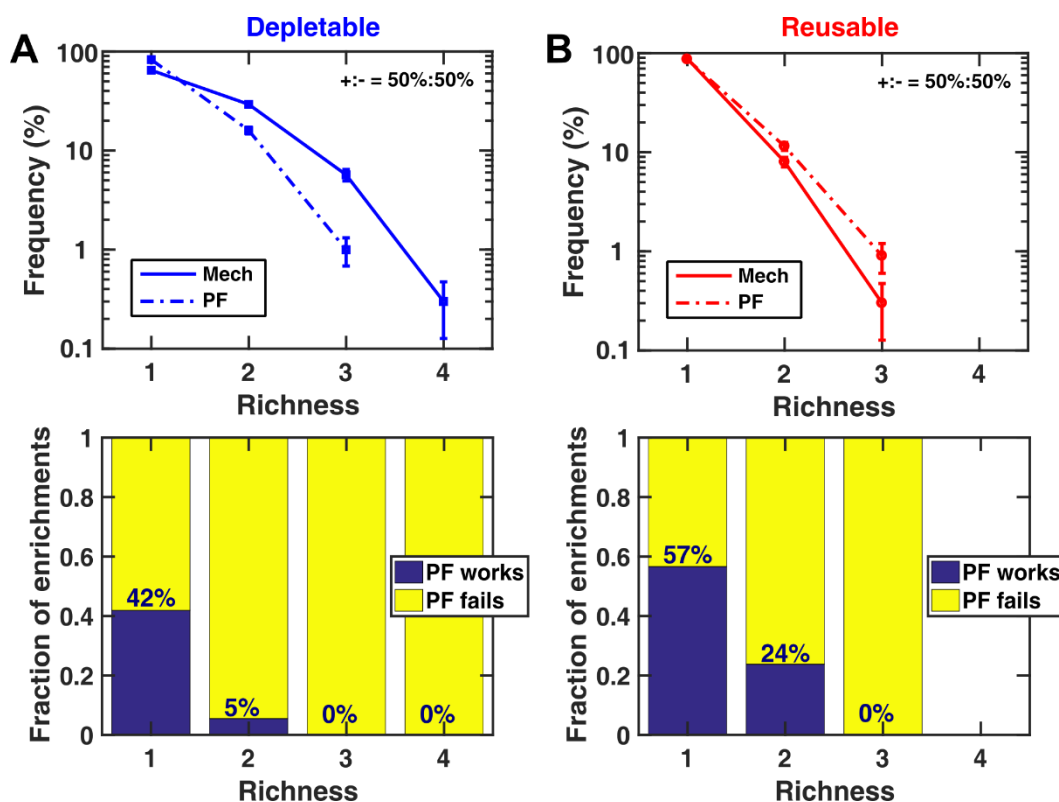 A
Depletable
+:- = 50%:50%
Frequency (%)
100
10
1
0.1
Mech
PF
1 2 3 4
Richness
B
Reusable
+:- = 50%:50%
Frequency (%)
100
10
1
0.1
Mech
PF
1 2 3 4
Richness
Fraction of enrichments
1
0.8
0.6
0.4
0.2
0
42%
5%
0%
0%
PF works
PF fails
1 2 3 4
Richness
Fraction of enrichments
1
0.8
0.6
0.4
0.2
0
57%
24%
0%
PF works
PF fails
1 2 3 4
Richness